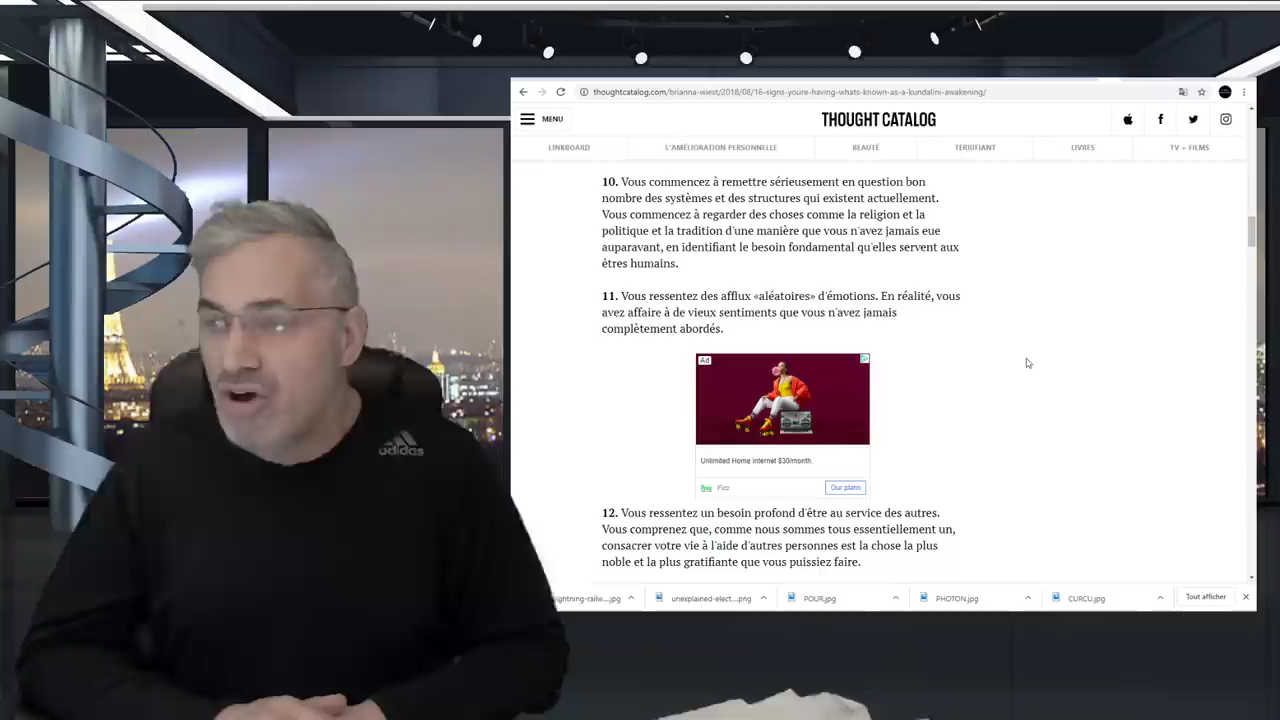 thoughtcatalog.com/brianna-wiest/2018/08/16-signs-youre-having-whats-known-as-a-kundalini-awakening/
MENU
THOUGHT CATALOG
LINKBOARD
L'AMÉLIORATION PERSONNELLE
BEAUTÉ
TERRIFIANT
LIVRES
TV + FILMS
10. Vous commencez à remettre sérieusement en question bon
nombre des systèmes et des structures qui existent actuellement.
Vous commencez à regarder des choses comme la religion et la
politique et la tradition d'une manière que vous n'avez jamais eue
auparavant, en identifiant le besoin fondamental qu'elles servent aux
êtres humains.
11. Vous ressentez des afflux «aléatoires» d'émotions. En réalité, vous
avez affaire à de vieux sentiments que vous n'avez jamais
complètement abordés.
Ad
Unlimited Home Internet $30/month.
Fizz
Our plans
12. Vous ressentez un besoin profond d'être au service des autres.
Vous comprenez que, comme nous sommes tous essentiellement un,
consacrer votre vie à l'aide d'autres personnes est la chose la plus
noble et la plus gratifiante que vous puissiez faire.
ightning-railw....jpg
unexplained-elect....png
POUR.jpg
PHOTON.jpg
CURCU.jpg
Tout afficher
adidas